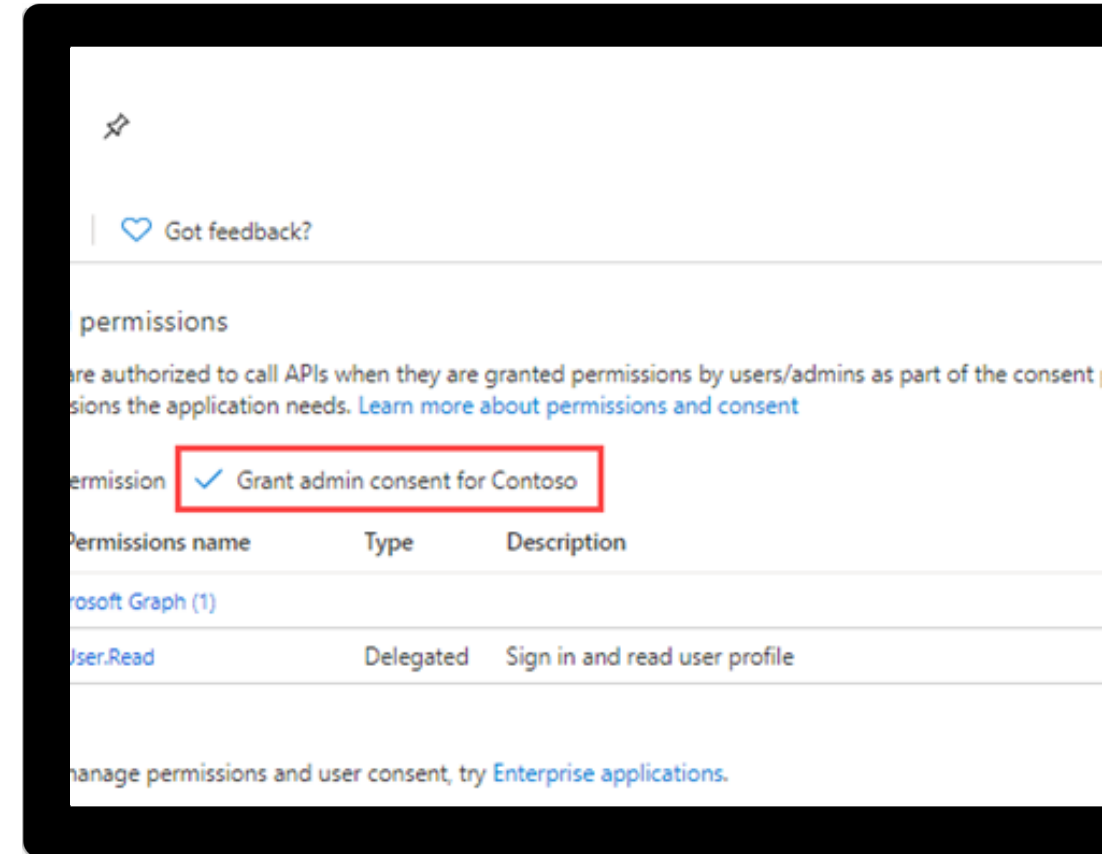 Got feedback?
permissions
are authorized to call APIs when they are granted permissions by users/admins as part of the consent
sions the application needs. Learn more about permissions and consent
ermission Grant admin consent for Contoso
Permissions name Type Description
rosoft Graph (1)
User.Read Delegated Sign in and read user profile
manage permissions and user consent, try Enterprise applications.